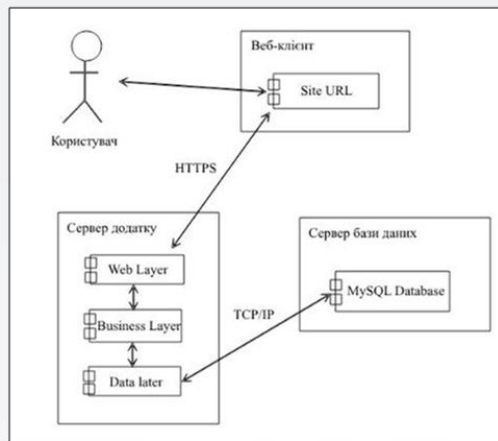 Веб-клієнт
Site URL
Користувач
HTTPS
Сервер додатку
Web Layer
Business Layer
Data later
Сервер бази даних
MySQL Database
TCP/IP